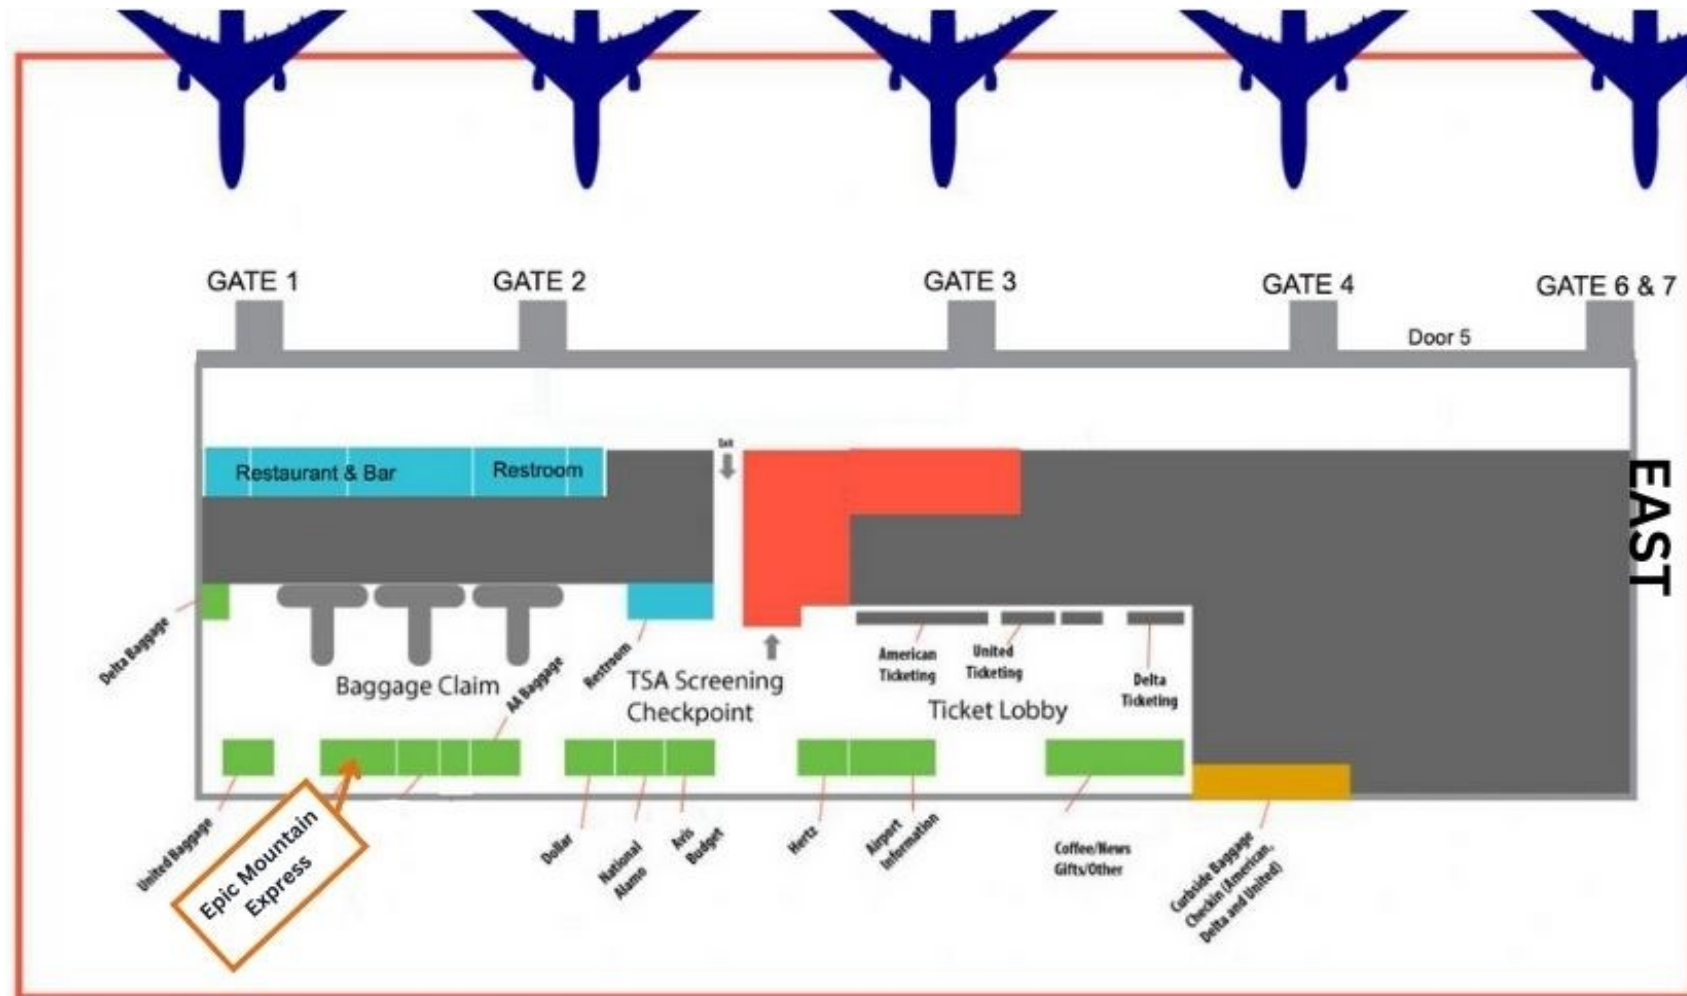 GATE 1
GATE 2
GATE 3
GATE 4
GATE 6 & 7
Door 5
Exit
Restaurant & Bar
Restroom
EAST
Delta Baggage
Baggage Claim
AA Baggage
Restroom
TSA Screening
Checkpoint
American
Ticketing
United
Ticketing
Delta
Ticketing
Ticket Lobby
United Baggage
Epic Mountain
Express
Dollar
National
Alamo
Avis
Budget
Hertz
Airport
Information
Coffee/News
Gifts/Other
Curbside Baggage
Checkin (American,
Delta and United)